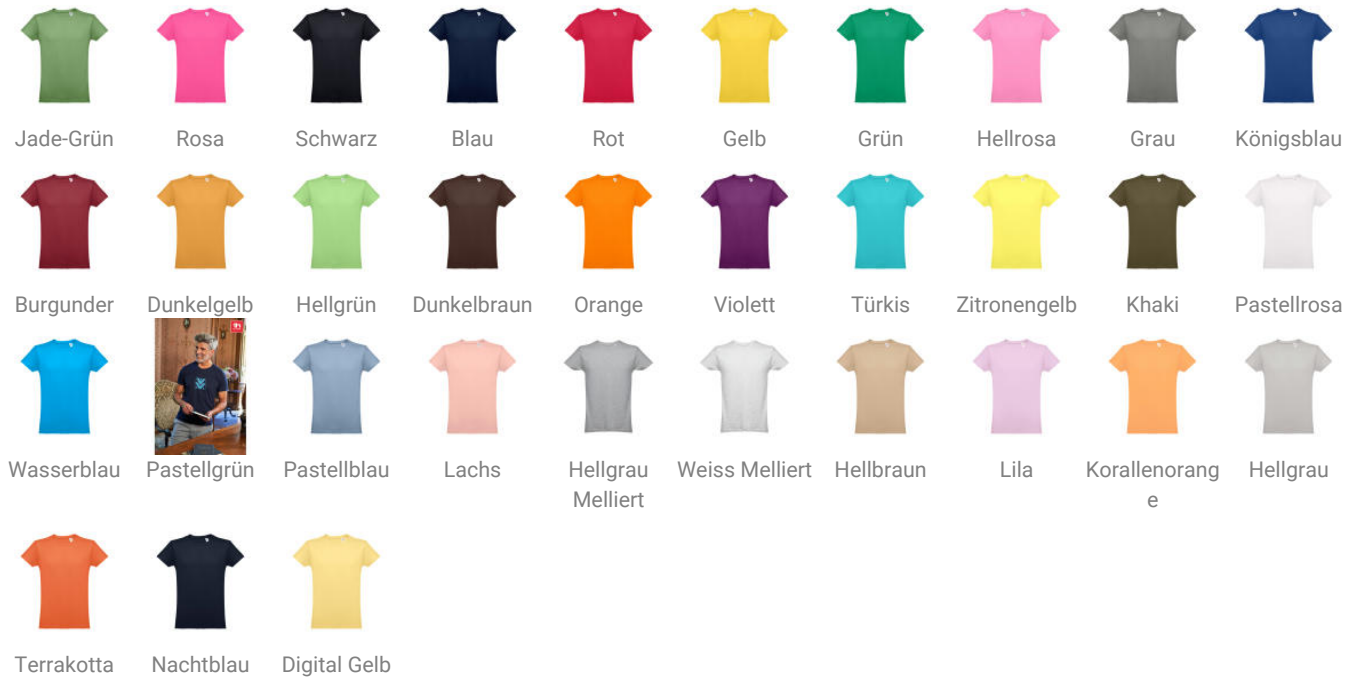 Jade-Grün Rosa Schwarz Blau Rot Gelb Grün Hellrosa Grau Königsblau
Burgunder Dunkelgelb Hellgrün Dunkelbraun Orange Violett Türkis Zitronengelb Khaki Pastellrosa
Wasserblau Pastellgrün Pastellblau Lachs Hellgrau Weiss Melliert Hellbraun Lila Korallenorang Hellgrau
Melliert e
Terrakotta Nachtblau Digital Gelb